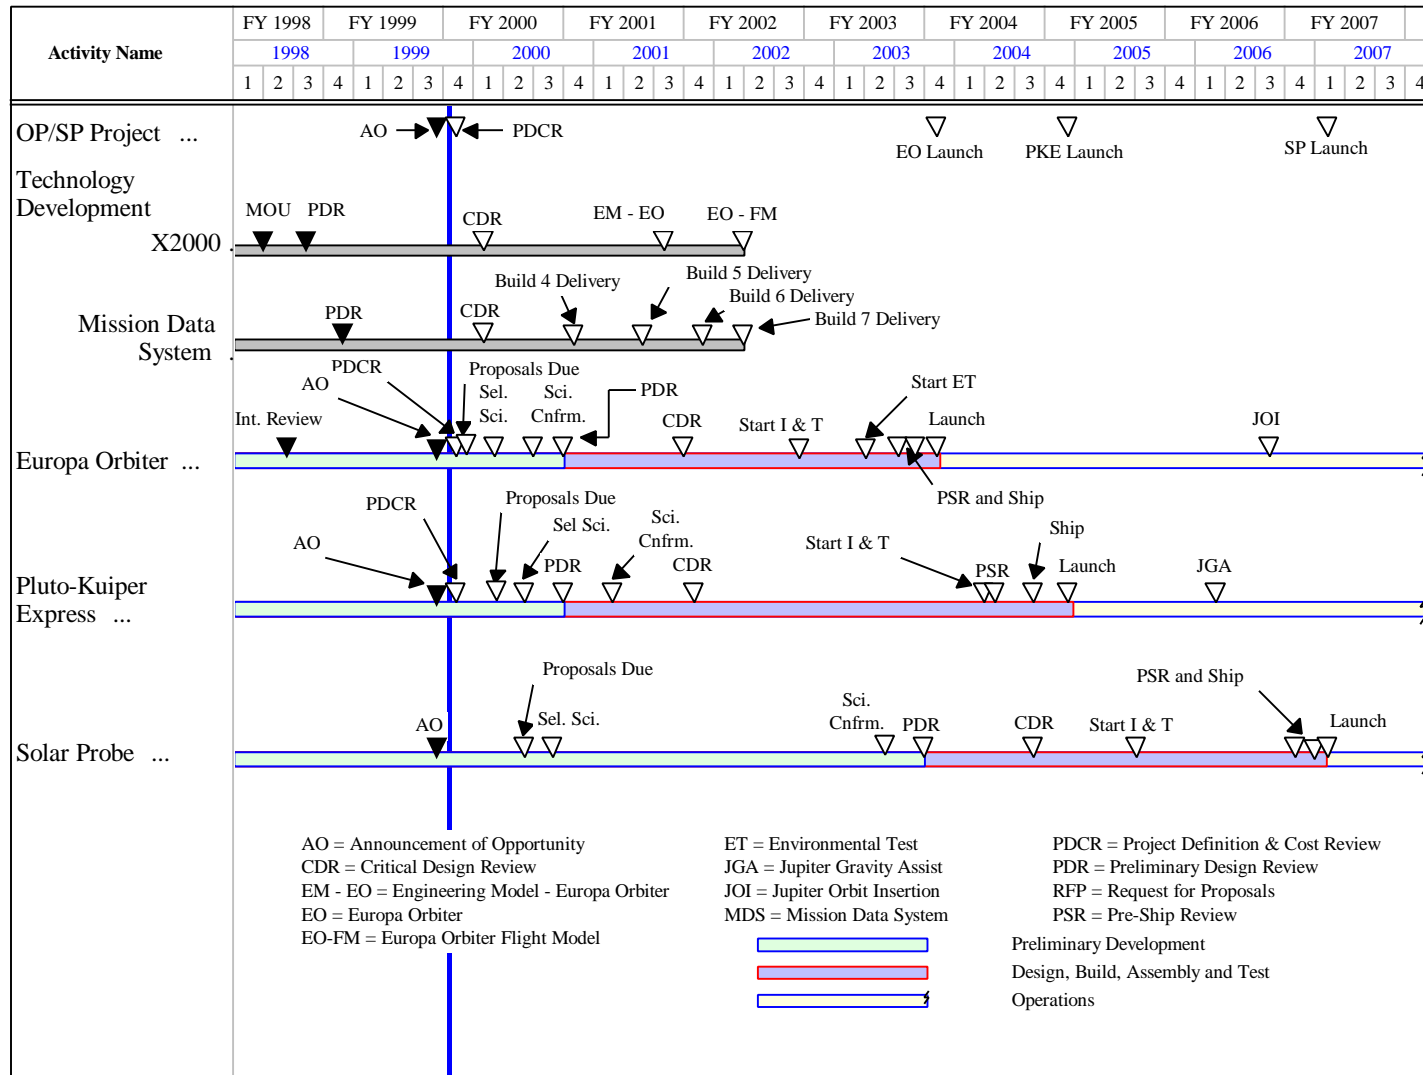 FY 1998 FY 1999 FY 2000 FY 2001 FY 2002 FY 2003 FY 2004 FY 2005 FY 2006 FY 2007
Activity Name
1998 1999 2000 2001 2002 2003 2004 2005 2006 2007
1 2 3 4 1 2 3 4 1 2 3 4 1 2 3 4 1 2 3 4 1 2 3 4 1 2 3 4 1 2 3 4 1 2 3 4 1 2 3 4
OP/SP Project ...
AO
PDCR
EO Launch
PKE Launch
SP Launch
Technology
Development
X2000 .
MOU
PDR
CDR
EM - EO
EO - FM
Mission Data
System .
PDR
CDR
Build 4 Delivery
Build 5 Delivery
Build 6 Delivery
Build 7 Delivery
Europa Orbiter ...
Int. Review
AO
PDCR
Proposals Due
Sel.
Sci.
Sci.
Cnfrm.
PDR
CDR
Start I & T
Start ET
Launch
PSR and Ship
JOI
Pluto-Kuiper
Express ...
AO
PDCR
Proposals Due
Sel Sci.
PDR
Sci.
Cnfrm.
CDR
Start I & T
PSR
Ship
Launch
JGA
Solar Probe ...
AO
Proposals Due
Sel. Sci.
Sci.
Cnfrm.
PDR
CDR
Start I & T
PSR and Ship
Launch
AO = Announcement of Opportunity
CDR = Critical Design Review
EM - EO = Engineering Model - Europa Orbiter
EO = Europa Orbiter
EO-FM = Europa Orbiter Flight Model
ET = Environmental Test
JGA = Jupiter Gravity Assist
JOI = Jupiter Orbit Insertion
MDS = Mission Data System
PDCR = Project Definition & Cost Review
PDR = Preliminary Design Review
RFP = Request for Proposals
PSR = Pre-Ship Review
Preliminary Development
Design, Build, Assembly and Test
Operations